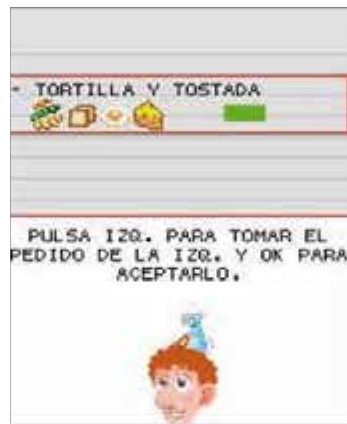 - TORTILLA Y TOSTADA
PULSA IZQ. PARA TOMAR EL
PEDIDO DE LA IZQ. Y OK PARA
ACEPTARLO.